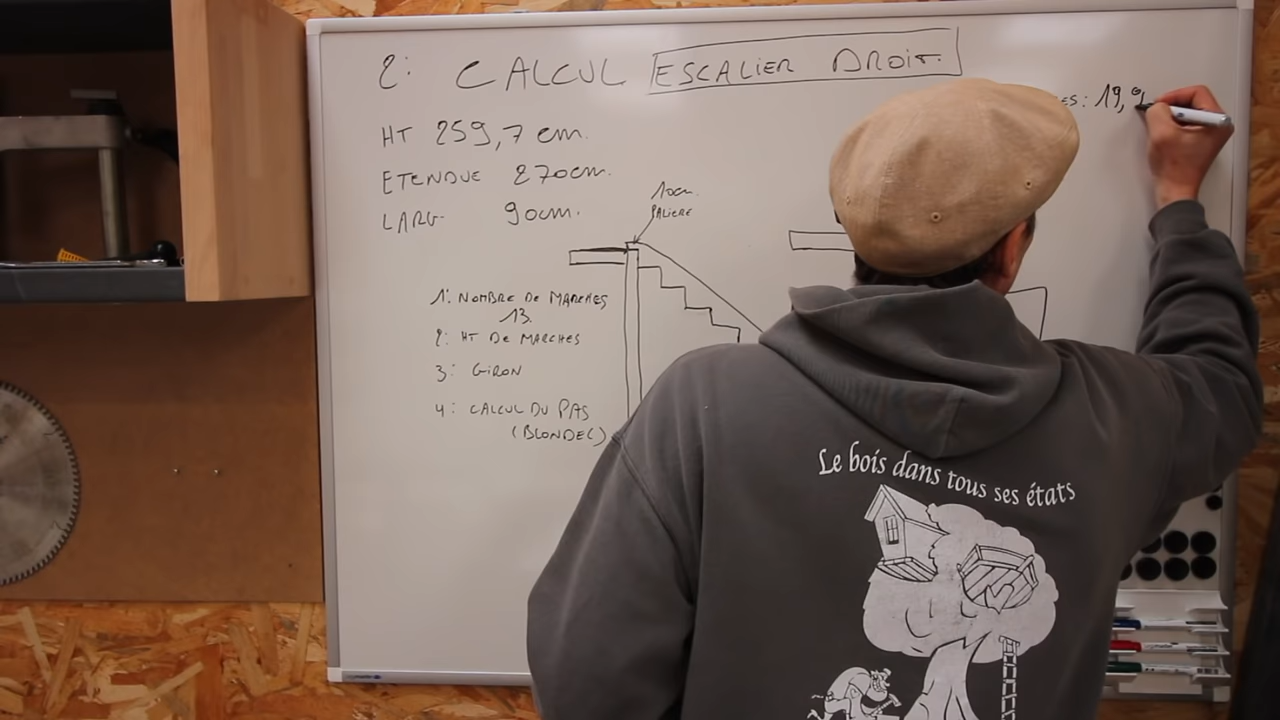 2: CALCUL ESCALIER DROIT.
HT 259,7 cm.
ETENDUE 270cm.
LARG 90cm.
10cm.
PALIERE
1: NOMBRE DE MARCHES
13.
2: HT DE MARCHES
3: GIRON
4: CALCUL DU PAS
(BLONDEL)
ES: 19,9
Le bois dans tous ses états